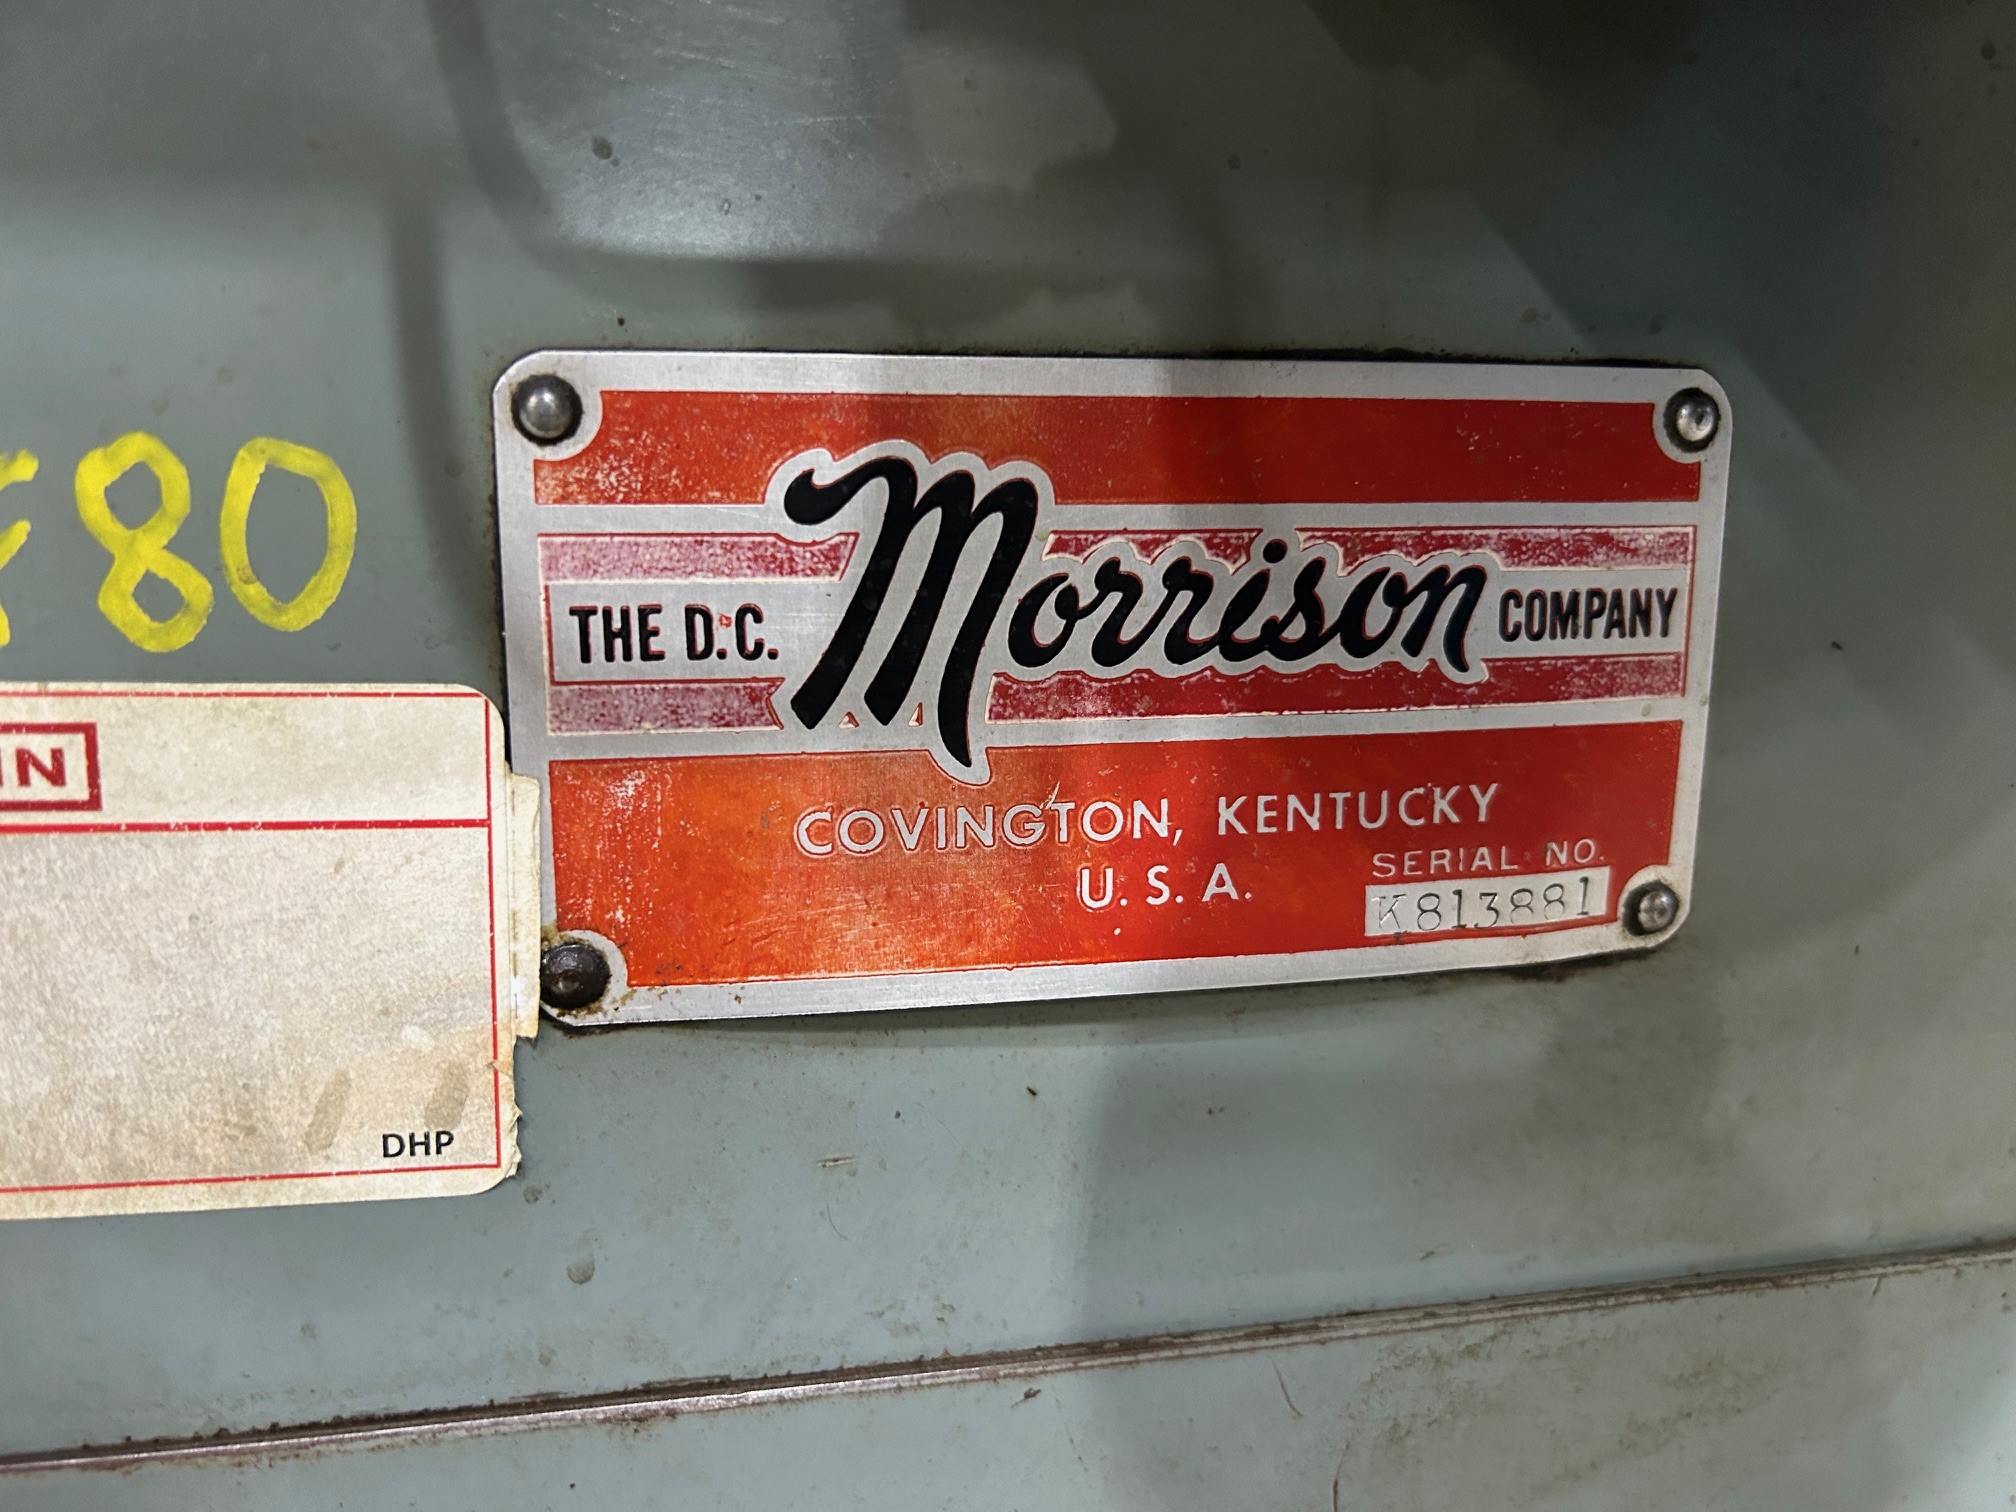 80
THE D.C. Morrison COMPANY
COVINGTON, KENTUCKY
U. S. A.
SERIAL NO.
K813881
IN
DHP